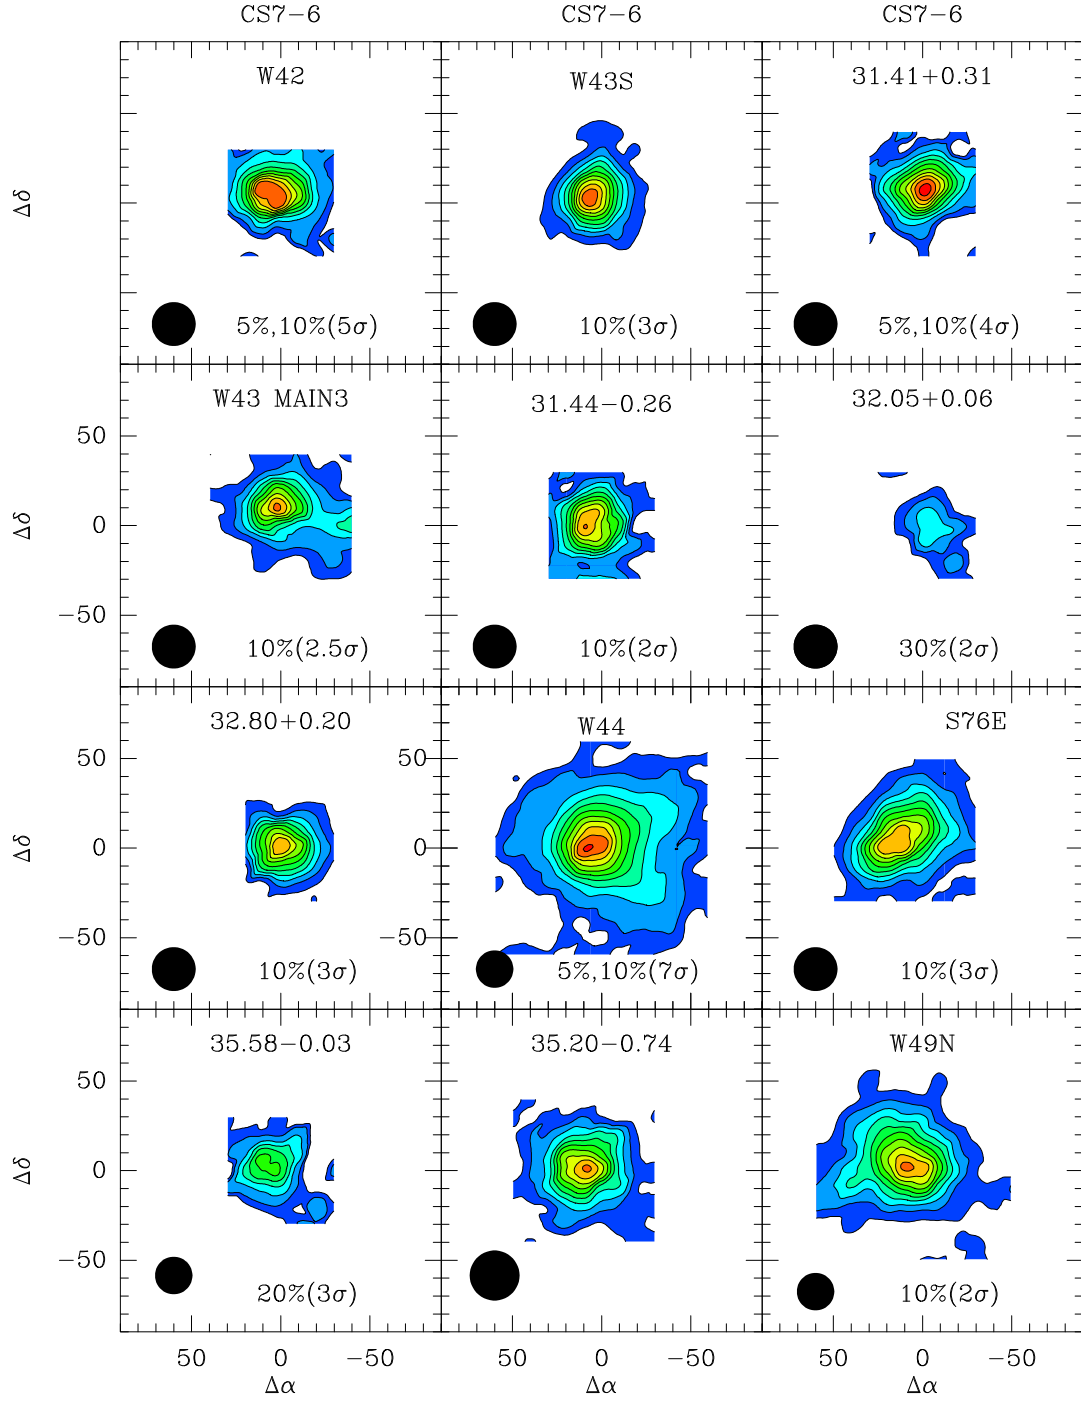 CS7−6 CS7−6 CS7−6
W42 W43S 31.41+0.31
Δδ
5%,10%(5σ) 10%(3σ) 5%,10%(4σ)
W43 MAIN3 31.44−0.26 32.05+0.06
50
Δδ 0
−50
10%(2.5σ) 10%(2σ) 30%(2σ)
32.80+0.20 W44 S76E
50 50
Δδ 0 0
−50 −50
10%(3σ) 5%,10%(7σ) 10%(3σ)
35.58−0.03 35.20−0.74 W49N
50
Δδ 0
−50
20%(3σ) 10%(2σ)
50 0 −50 50 0 −50 50 0 −50
Δα Δα Δα